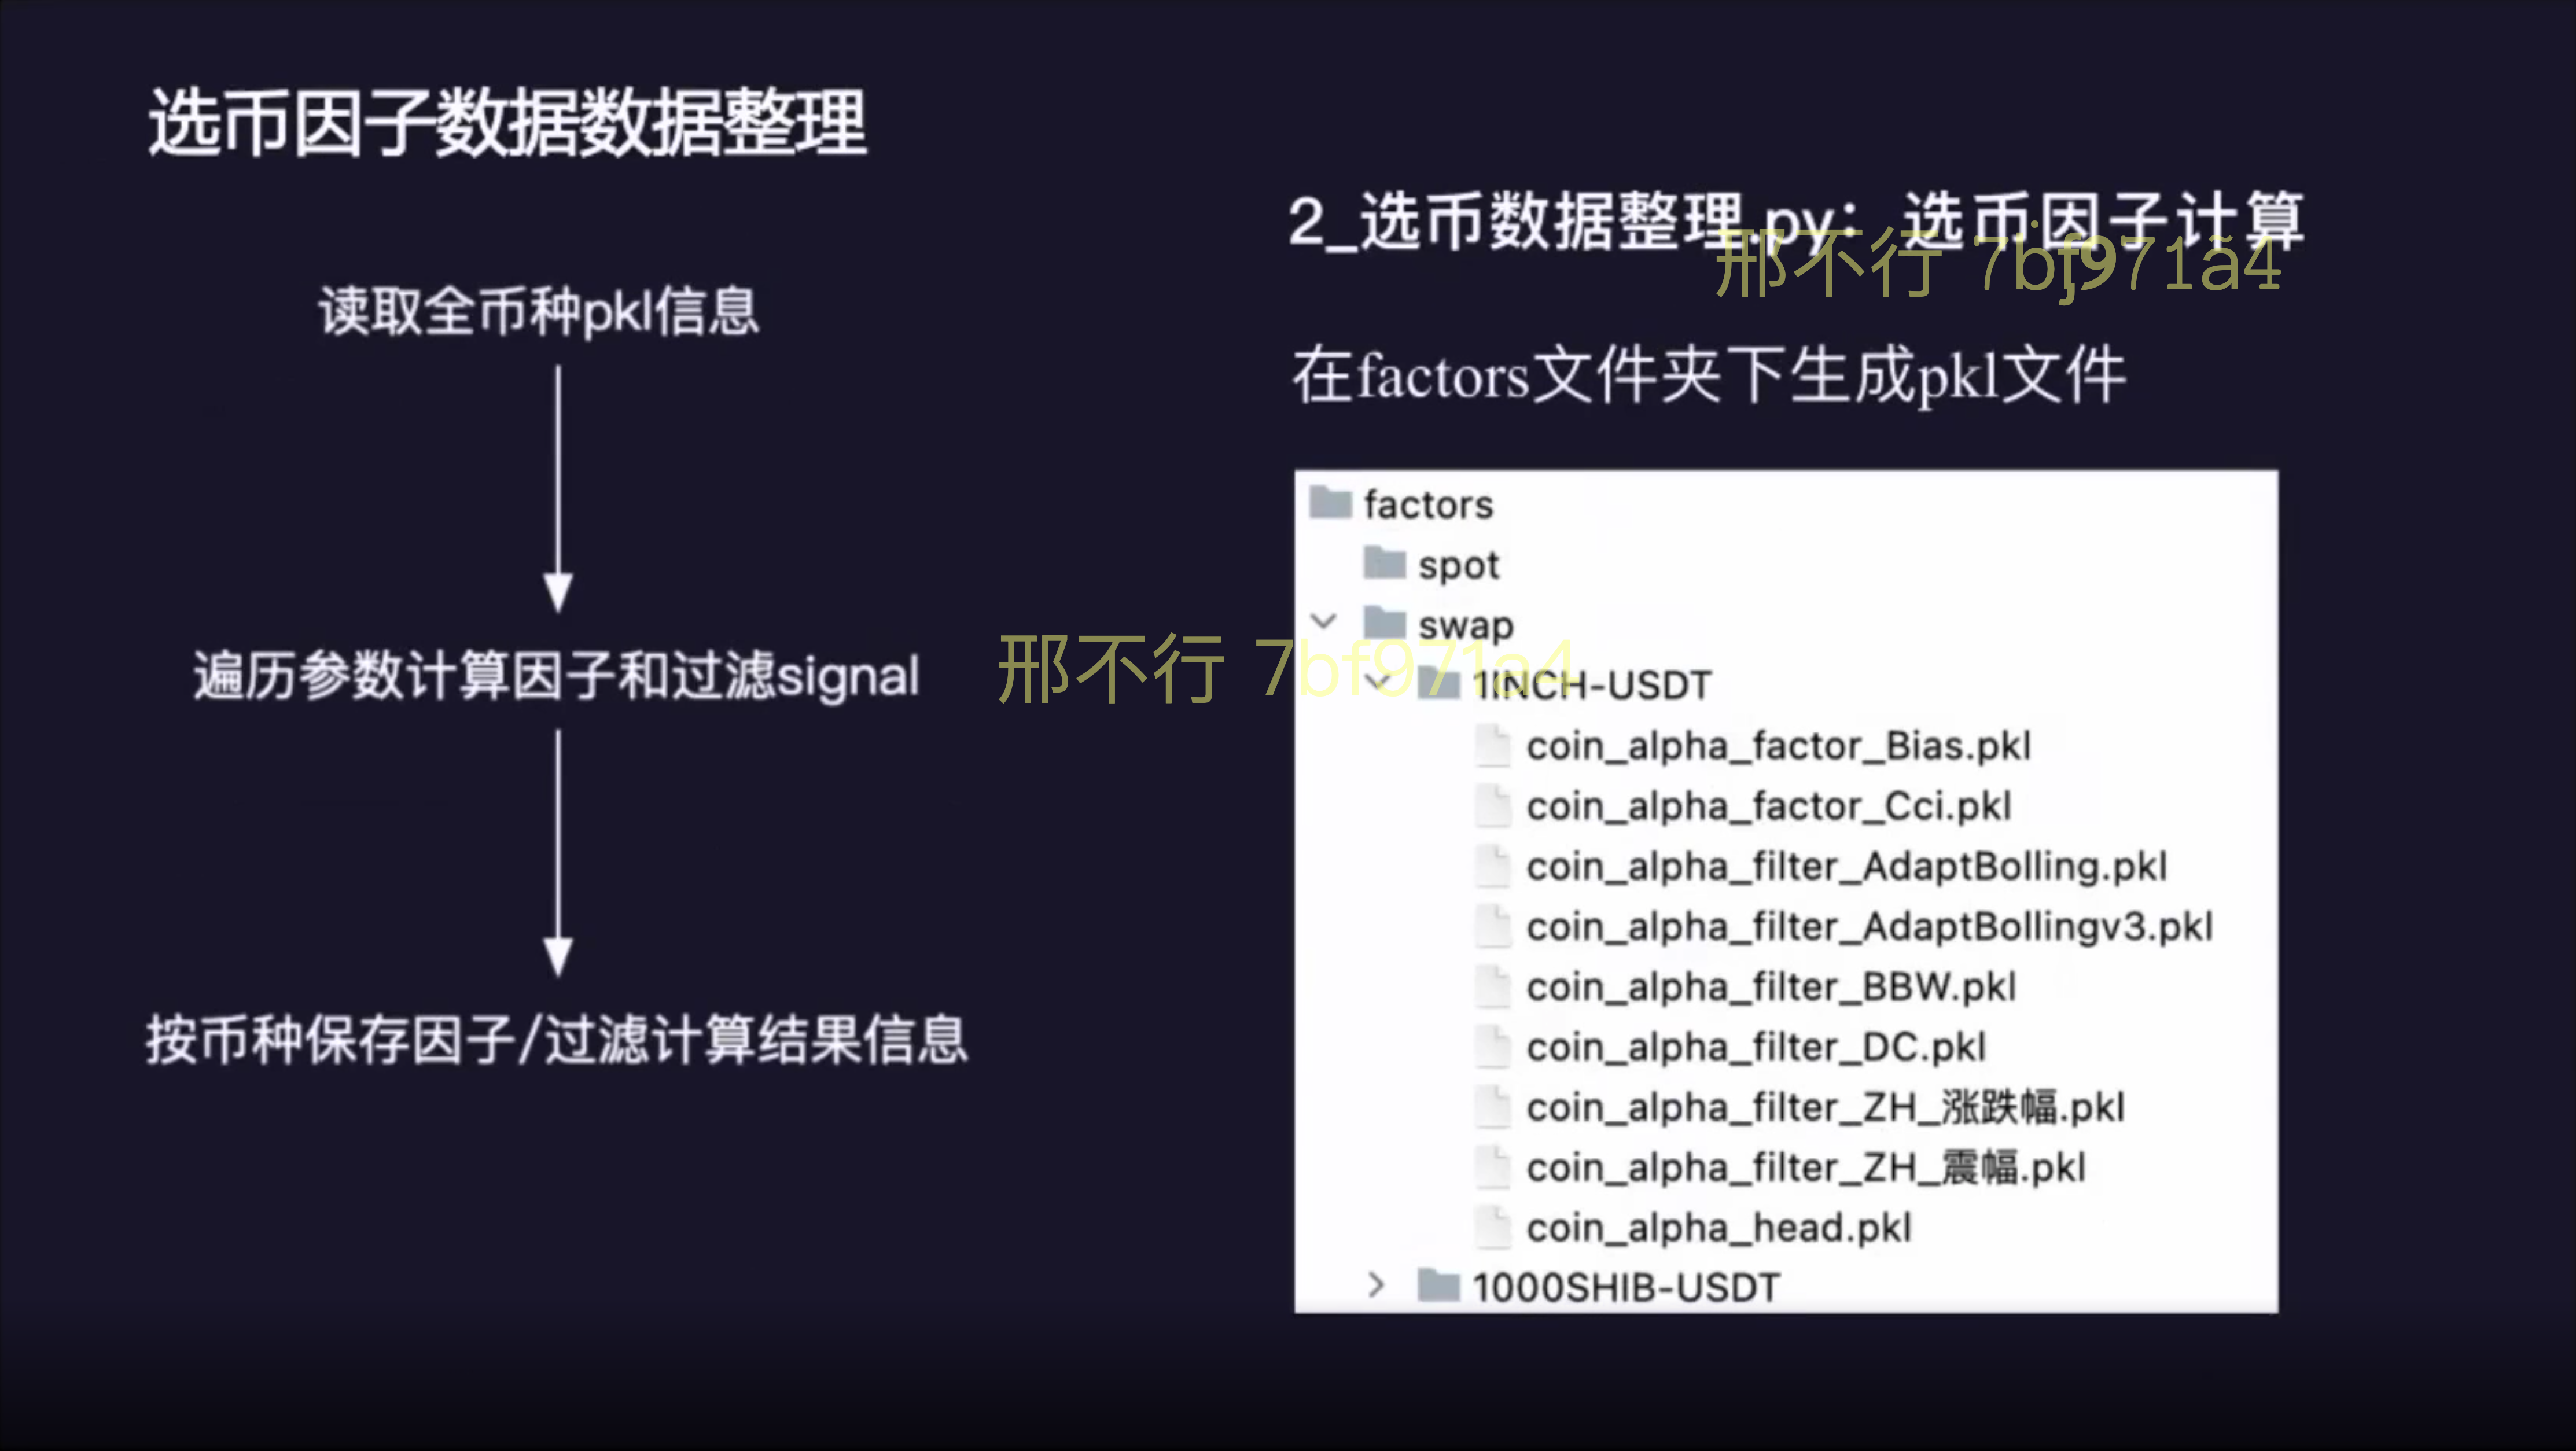 选币因子数据数据整理
读取全币种pkl信息
遍历参数计算因子和过滤signal
按币种保存因子/过滤计算结果信息
2_选币数据整理.py：选币因子计算
邢不行 7bf971a4
在factors文件夹下生成pkl文件
factors
spot
swap
邢不行 7bf971a4
1INCH-USDT
coin_alpha_factor_Bias.pkl
coin_alpha_factor_Cci.pkl
coin_alpha_filter_AdaptBolling.pkl
coin_alpha_filter_AdaptBollingv3.pkl
coin_alpha_filter_BBW.pkl
coin_alpha_filter_DC.pkl
coin_alpha_filter_ZH_涨跌幅.pkl
coin_alpha_filter_ZH_震幅.pkl
coin_alpha_head.pkl
1000SHIB-USDT